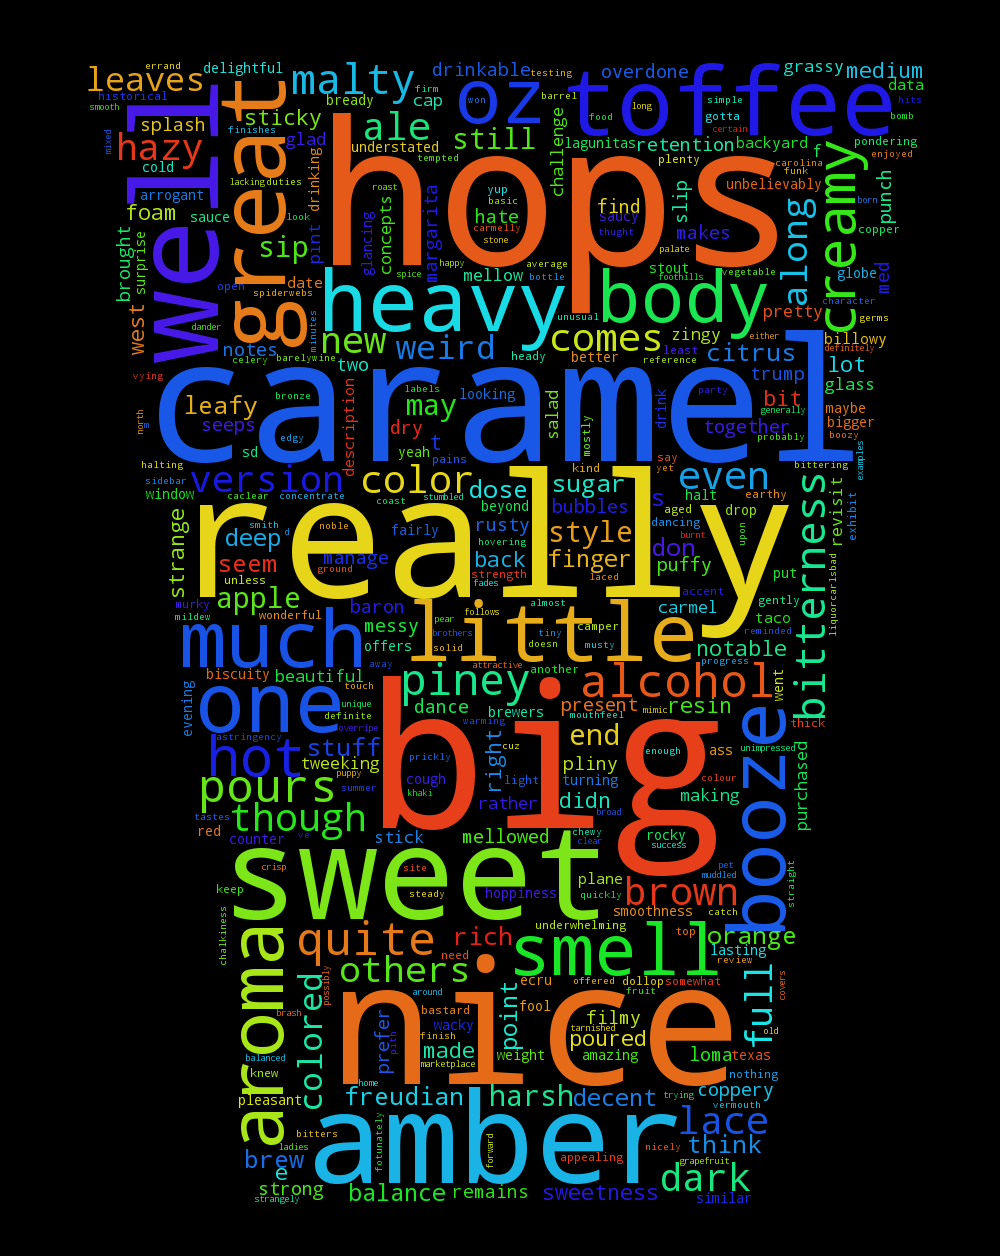 errand
leaves
delightful
malty
drinkable
testing
overdone
grassy
medium
historical
smooth
well
great
sticky
bready
firm
cap
oz
won
barrel
toffee
long
simple
gotta
data
hits
bomb
splash
finishes
glad
ale
still
food
certain
mixed
hazy
cold
understated
tempted
hops
challenge
lagunitas
retention
backyard
f
pondering
carolina
enjoyed
funk
plenty
lacking
duties
drinking
roast
yup
basic
hate
carmelly
stone
find
saucy
thught
slip
unbelievably
creamy
punch
born
copper
arrogant
foam
sauce
look
sip
pint
glancing
concepts
margarita
makes
palate
along
brought
surprise
open
date
spiderwebs
spice
happy
mellow
average
bottle
stout
foothills
vegetable
globe
med
character
germs
dander
west
heavy
body
unusual
pretty
minutes
notes
new
weird
comes
zingy
either
billowy
definitely
celery
barelywine
two
heady
better
reference
least
citrus
lot
vying
caramel
trump
glass
leafy
bronze
labels
looking
salad
drink
party
generally
maybe
north
m
seeps
edgy
description
may
dry
t
mostly
together
probably
bigger
boozy
bit
sd
yeah
pains
say
yet
halting
sidebar
version
color
kind
even
bittering
examples
window
caclear
concentrate
coast
stumbled
dose
sugar
s
halt
earthy
beyond
bubbles
aged
drop
bitterness
revisit
exhibit
strange
smith
d
noble
really
fairly
rusty
hovering
style
dancing
burnt
upon
deep
seem
manage
back
finger
don
puffy
put
unless
ground
strength
fades
laced
accent
liquorcarlsbad
murky
mildew
apple
wonderful
baron
follows
almost
carmel
gently
taco
reminded
much
messy
pear
brothers
solid
little
tiny
doesn
camper
musty
notable
biscuity
beautiful
offers
away
piney
attractive
another
alcohol
progress
went
evening
one
touch
unique
definite
overripe
dance
brewers
mouthfeel
present
mimic
resin
thick
astringency
hot
stuff
tweeking
warming
big
right
cuz
end
enough
ass
unimpressed
puppy
prickly
cough
light
pliny
turning
colour
booze
purchased
pours
summer
khaki
rather
didn
making
tastes
red
though
counter
ve
stick
mellowed
broad
chewy
clear
rocky
success
sweet
crisp
site
keep
steady
hoppiness
plane
quickly
brown
pet
muddled
straight
chalkiness
aroma
underwhelming
smoothness
catch
quite
rich
smell
top
orange
need
others
lasting
review
possibly
colored
around
ecru
offered
dollop
somewhat
fruit
full
covers
brash
nice
bastard
fool
point
filmy
old
prefer
wacky
tarnished
poured
balanced
pith
finish
made
knew
marketplace
weight
amazing
loma
texas
nothing
home
pleasant
freudian
harsh
decent
trying
coppery
vermouth
bitters
ladies
amber
lace
fotunately
forward
nicely
think
grapefruit
brew
e
appealing
strong
strangely
balance
remains
sweetness
dark
similar